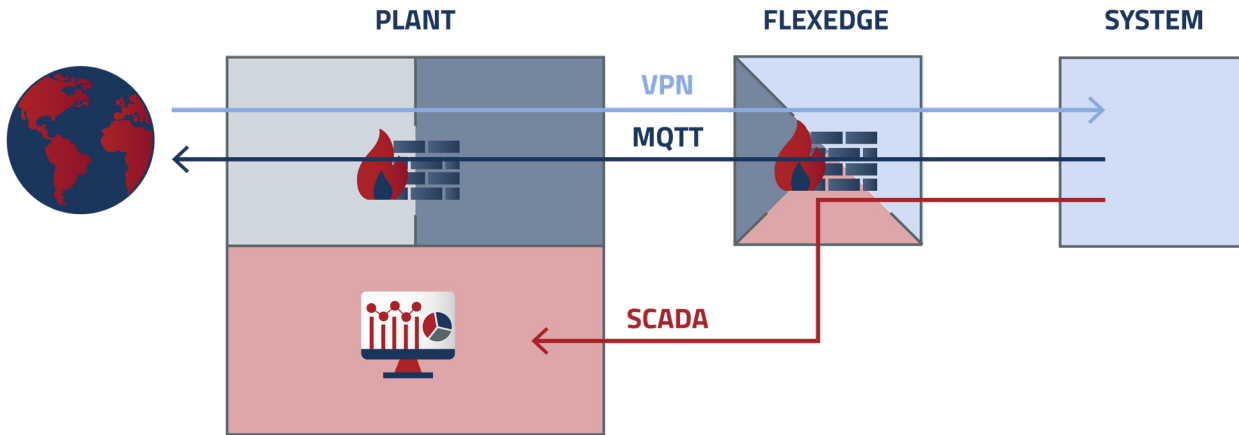 PLANT
FLEXEDGE
SYSTEM
VPN
MQTT
SCADA